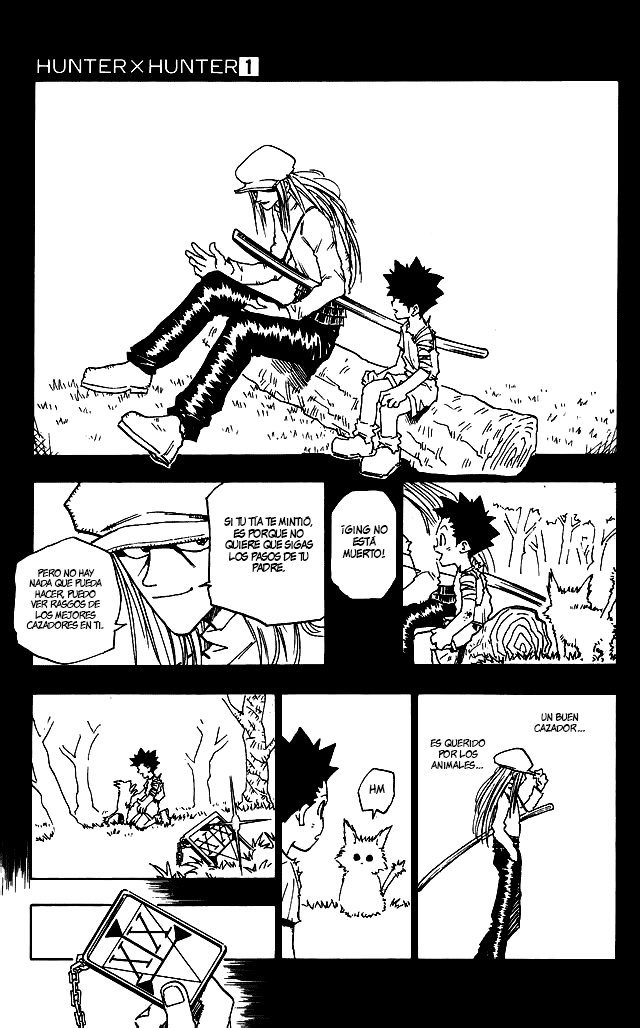 HUNTER×HUNTER 1
¡GING NO
ESTÁ
MUERTO!
SI TU TÍA TE MINTIO,
ES PORQUE NO
QUIERE QUE SIGAS
LOS PASOS DE TU
PADRE.
PERO NO HAY
NADA QUE PUEDA
HACER, PUEDO
VER RASGOS DE
LOS MEJORES
CAZADORES EN TI.
UN BUEN
CAZADOR...
ES QUERIDO
POR LOS
ANIMALES...
HM